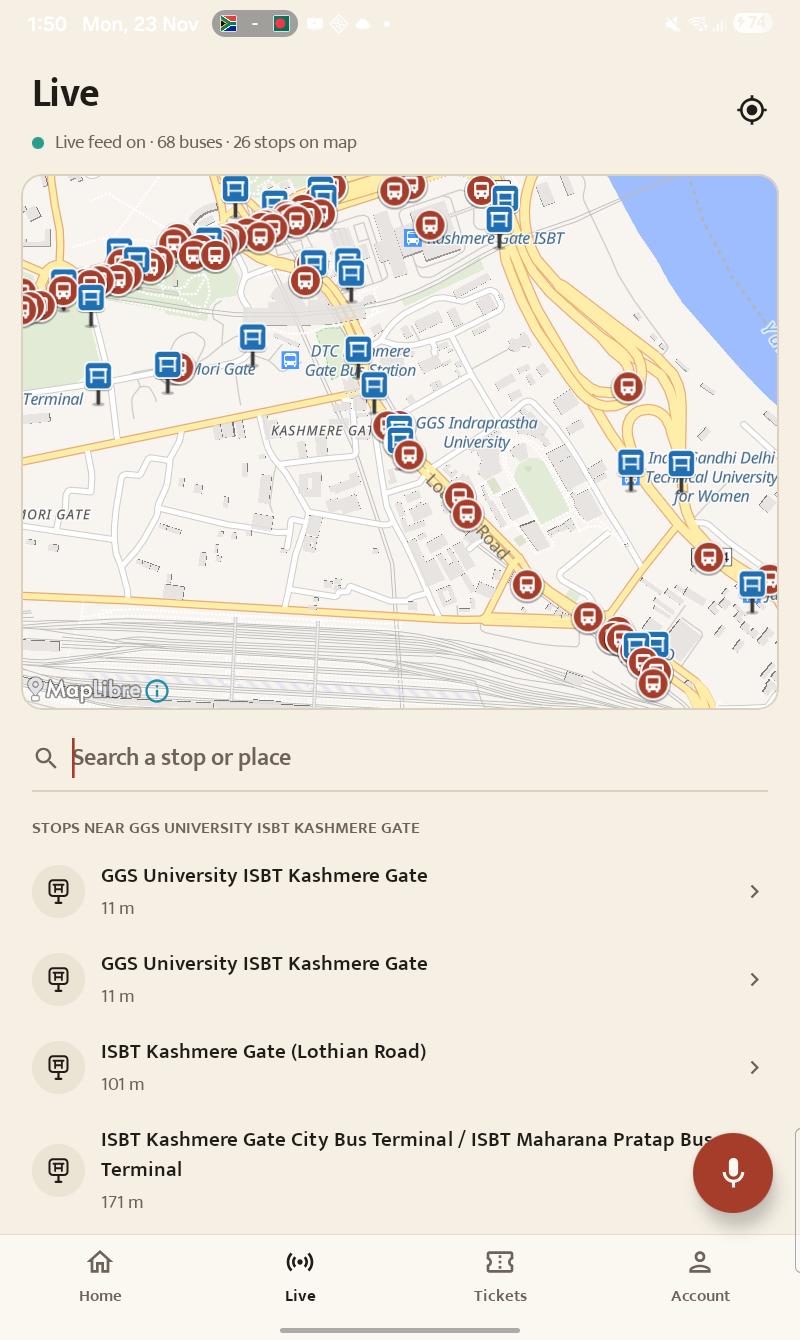 1:50 Mon, 23 Nov
-
74
Live
Live feed on · 68 buses · 26 stops on map
Kashmere Gate ISBT
DTC
Gate Bus Station
Mori Gate
Terminal
KASHMERE GAT
GGS Indraprastha
University
Gandhi Delhi
Technical University
for Women
MORI GATE
Road
MapLibre
Search a stop or place
STOPS NEAR GGS UNIVERSITY ISBT KASHMERE GATE
GGS University ISBT Kashmere Gate
11 m
GGS University ISBT Kashmere Gate
11 m
ISBT Kashmere Gate (Lothian Road)
101 m
ISBT Kashmere Gate City Bus Terminal / ISBT Maharana Pratap Bus
Terminal
171 m
Home
Live
Tickets
Account